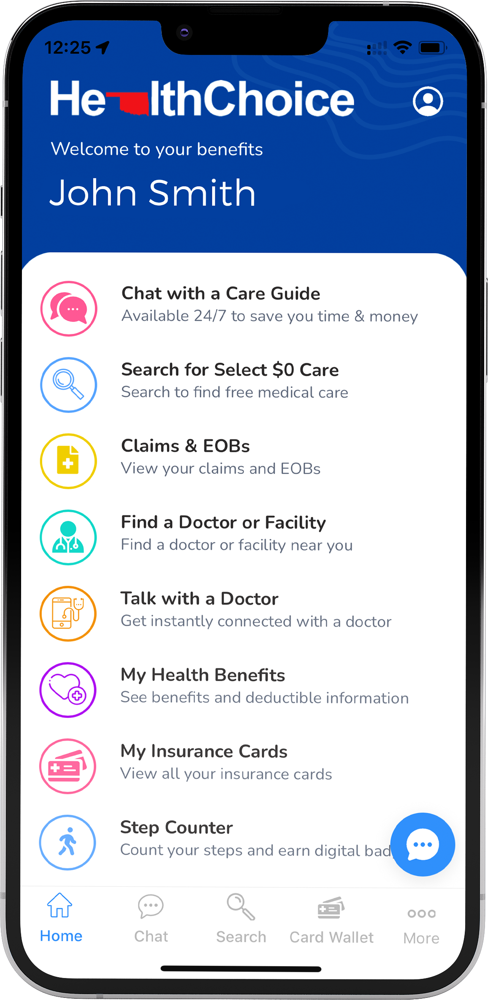 12:25
HealthChoice
Welcome to your benefits
John Smith
Chat with a Care Guide
Available 24/7 to save you time & money
Search for Select $0 Care
Search to find free medical care
Claims & EOBs
View your claims and EOBs
Find a Doctor or Facility
Find a doctor or facility near you
Talk with a Doctor
Get instantly connected with a doctor
My Health Benefits
See benefits and deductible information
My Insurance Cards
View all your insurance cards
Step Counter
Count your steps and earn digital bad
Home
Chat
Search
Card Wallet
More